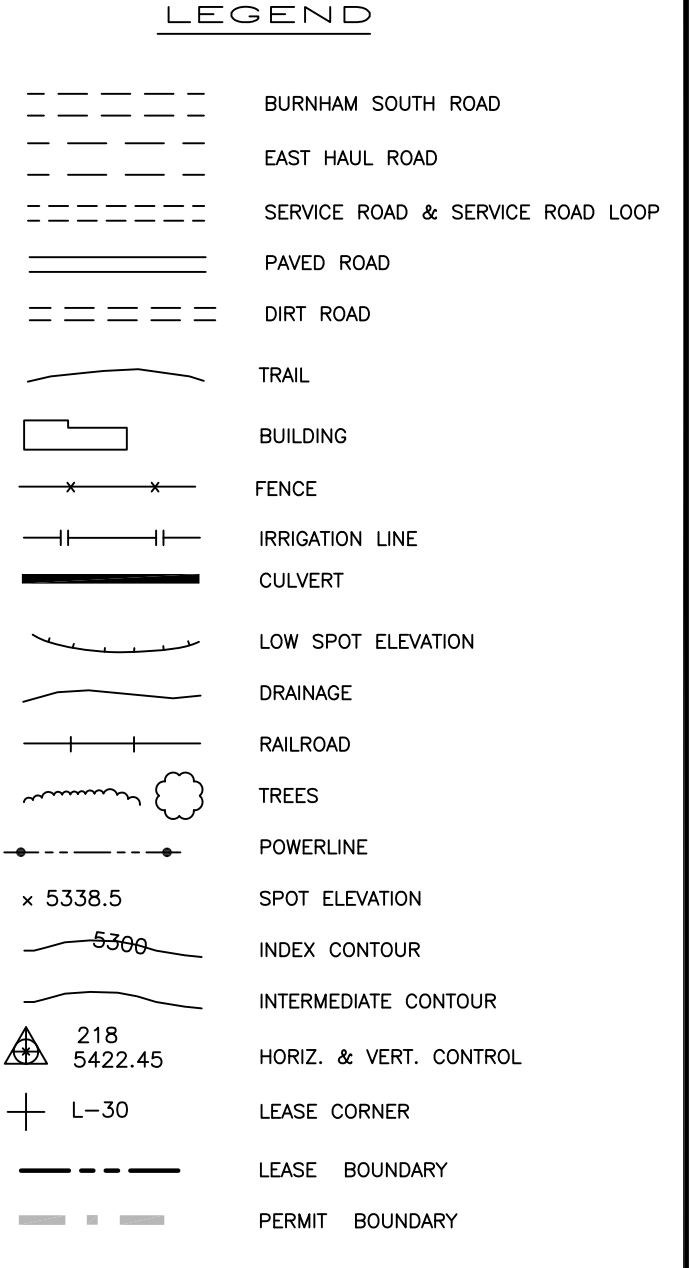 LEGEND
BURNHAM SOUTH ROAD
EAST HAUL ROAD
SERVICE ROAD & SERVICE ROAD LOOP
PAVED ROAD
DIRT ROAD
TRAIL
BUILDING
FENCE
IRRIGATION LINE
CULVERT
LOW SPOT ELEVATION
DRAINAGE
RAILROAD
TREES
POWERLINE
x 5338.5 SPOT ELEVATION
5300 INDEX CONTOUR
INTERMEDIATE CONTOUR
218
5422.45 HORIZ. & VERT. CONTROL
L-30 LEASE CORNER
LEASE BOUNDARY
PERMIT BOUNDARY